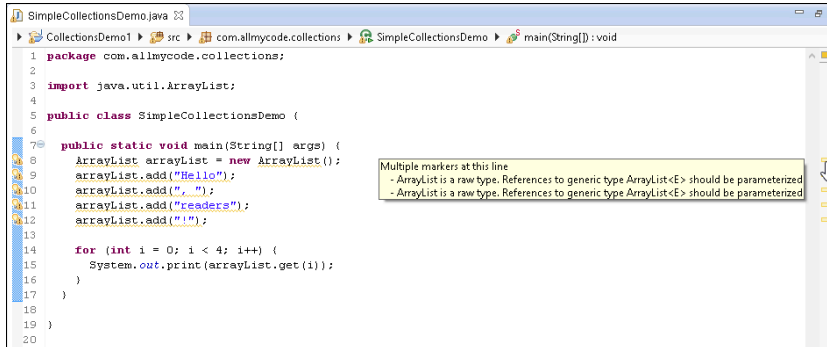 SimpleCollectionsDemo.java
CollectionsDemo1 src com.allmycode.collections SimpleCollectionsDemo main(String[]) : void
1 package com.allmycode.collections;
2
3 import java.util.ArrayList;
4
5 public class SimpleCollectionsDemo {
6
7 public static void main(String[] args) {
8 ArrayList arrayList = new ArrayList();
9 arrayList.add("Hello");
10 arrayList.add(", ");
11 arrayList.add("readers");
12 arrayList.add("!");
13
14 for (int i = 0; i < 4; i++) {
15 System.out.print(arrayList.get(i));
16 }
17 }
18
19 }
20
Multiple markers at this line
- ArrayList is a raw type. References to generic type ArrayList<E> should be parameterized
- ArrayList is a raw type. References to generic type ArrayList<E> should be parameterized